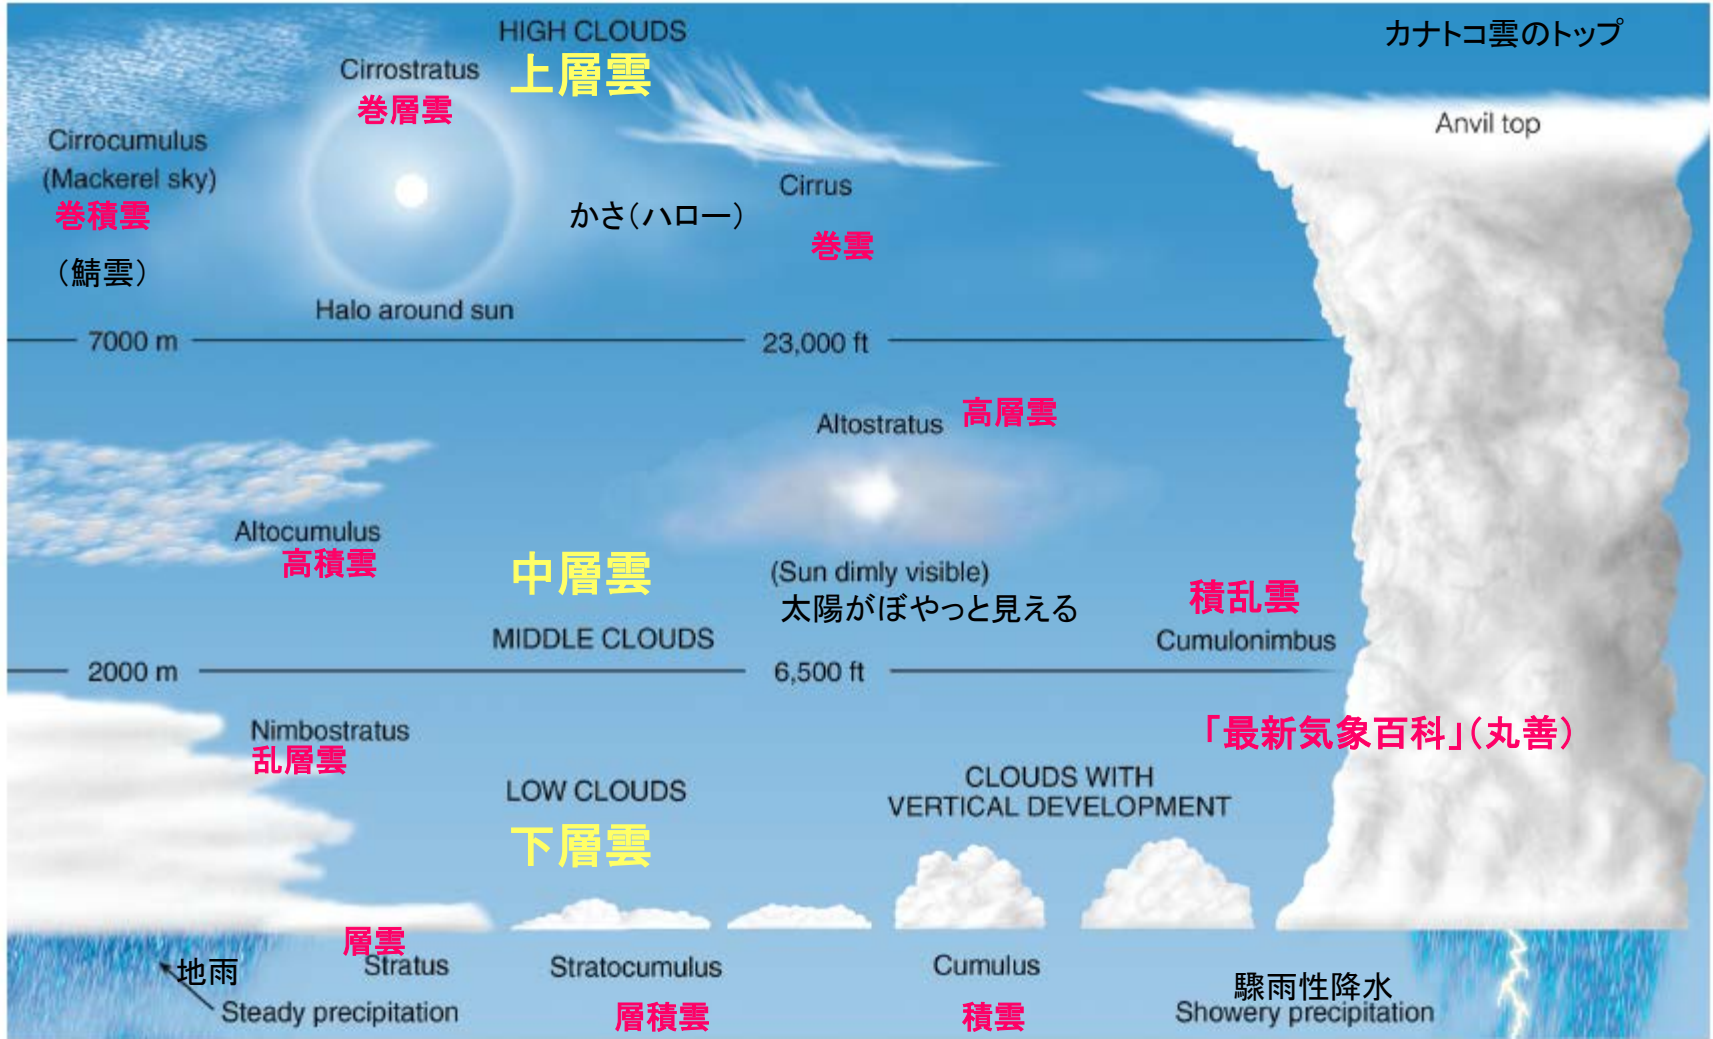 HIGH CLOUDS
上層雲
カナトコ雲のトップ
Cirrostratus
巻層雲
Anvil top
Cirrocumulus
(Mackerel sky)
巻積雲
（鯖雲）
かさ（ハロー）
Cirrus
巻雲
Halo around sun
7000 m
23,000 ft
Altostratus
高層雲
Altocumulus
高積雲
中層雲
MIDDLE CLOUDS
(Sun dimly visible)
太陽がぼやっと見える
積乱雲
Cumulonimbus
2000 m
6,500 ft
Nimbostratus
乱層雲
「最新気象百科」（丸善）
LOW CLOUDS
下層雲
CLOUDS WITH
VERTICAL DEVELOPMENT
層雲
Stratus
地雨
Steady precipitation
Stratocumulus
層積雲
Cumulus
積雲
驟雨性降水
Showery precipitation